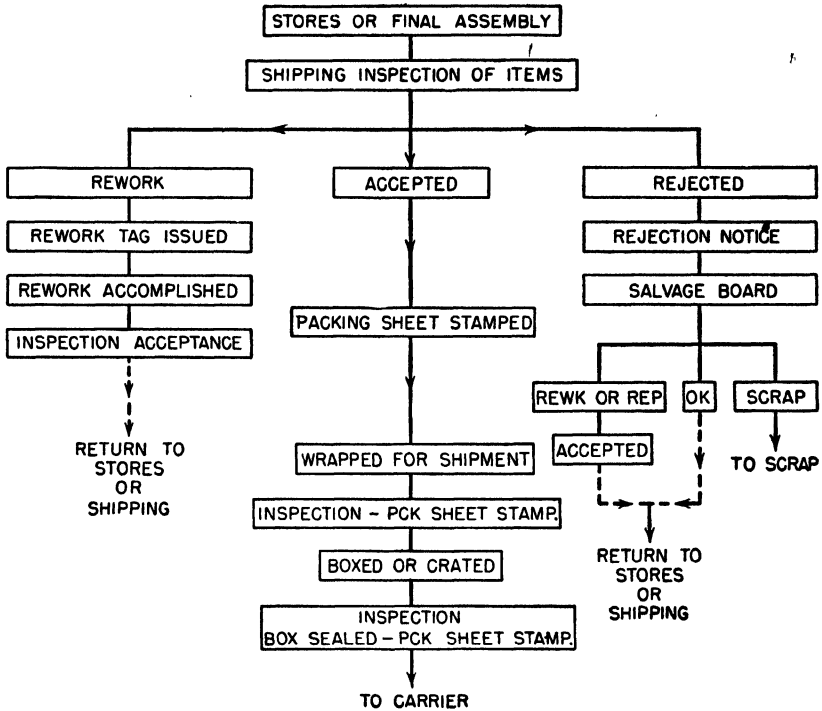 STORES OR FINAL ASSEMBLY
SHIPPING INSPECTION OF ITEMS
REWORK
REWORK TAG ISSUED
REWORK ACCOMPLISHED
INSPECTION ACCEPTANCE
RETURN TO
STORES
OR
SHIPPING
ACCEPTED
PACKING SHEET STAMPED
WRAPPED FOR SHIPMENT
INSPECTION – PCK SHEET STAMP.
BOXED OR CRATED
INSPECTION
BOX SEALED – PCK SHEET STAMP.
TO CARRIER
REJECTED
REJECTION NOTICE
SALVAGE BOARD
REWK OR REP
ACCEPTED
OK
SCRAP
TO SCRAP
RETURN TO
STORES
OR
SHIPPING